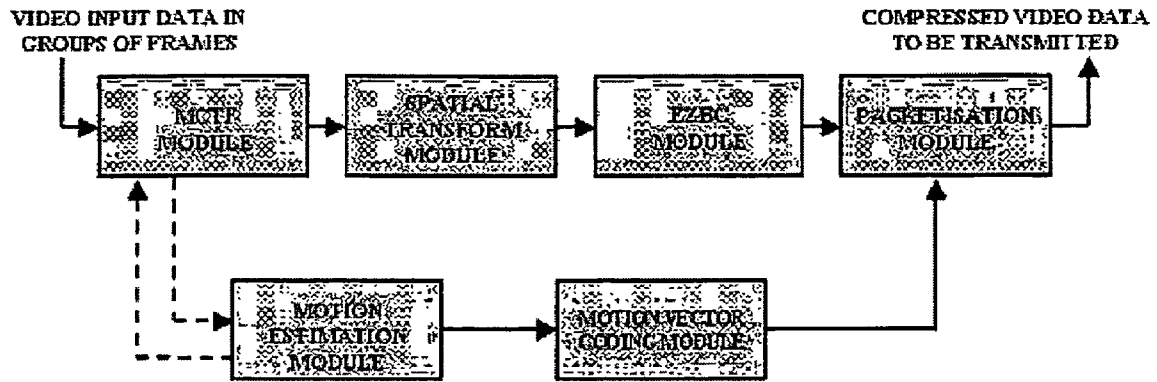 VIDEO INPUT DATA IN
GROUPS OF FRAMES
COMPRESSED VIDEO DATA
TO BE TRANSMITTED
MCTF
MODULE
SPATIAL
TRANSFORM
MODULE
EZBC
MODULE
PACKETISATION
MODULE
MOTION
ESTIMATION
MODULE
MOTION VECTOR
CODING MODULE